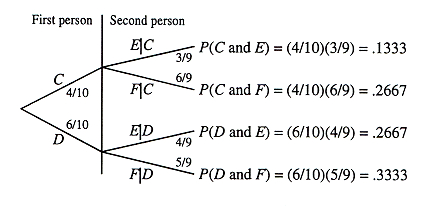 First person Second person
E|C
3/9
P(C and E) = (4/10)(3/9) = .1333
C
4/10
6/9
F|C
P(C and F) = (4/10)(6/9) = .2667
6/10
D
E|D
4/9
P(D and E) = (6/10)(4/9) = .2667
5/9
F|D
P(D and F) = (6/10)(5/9) = .3333